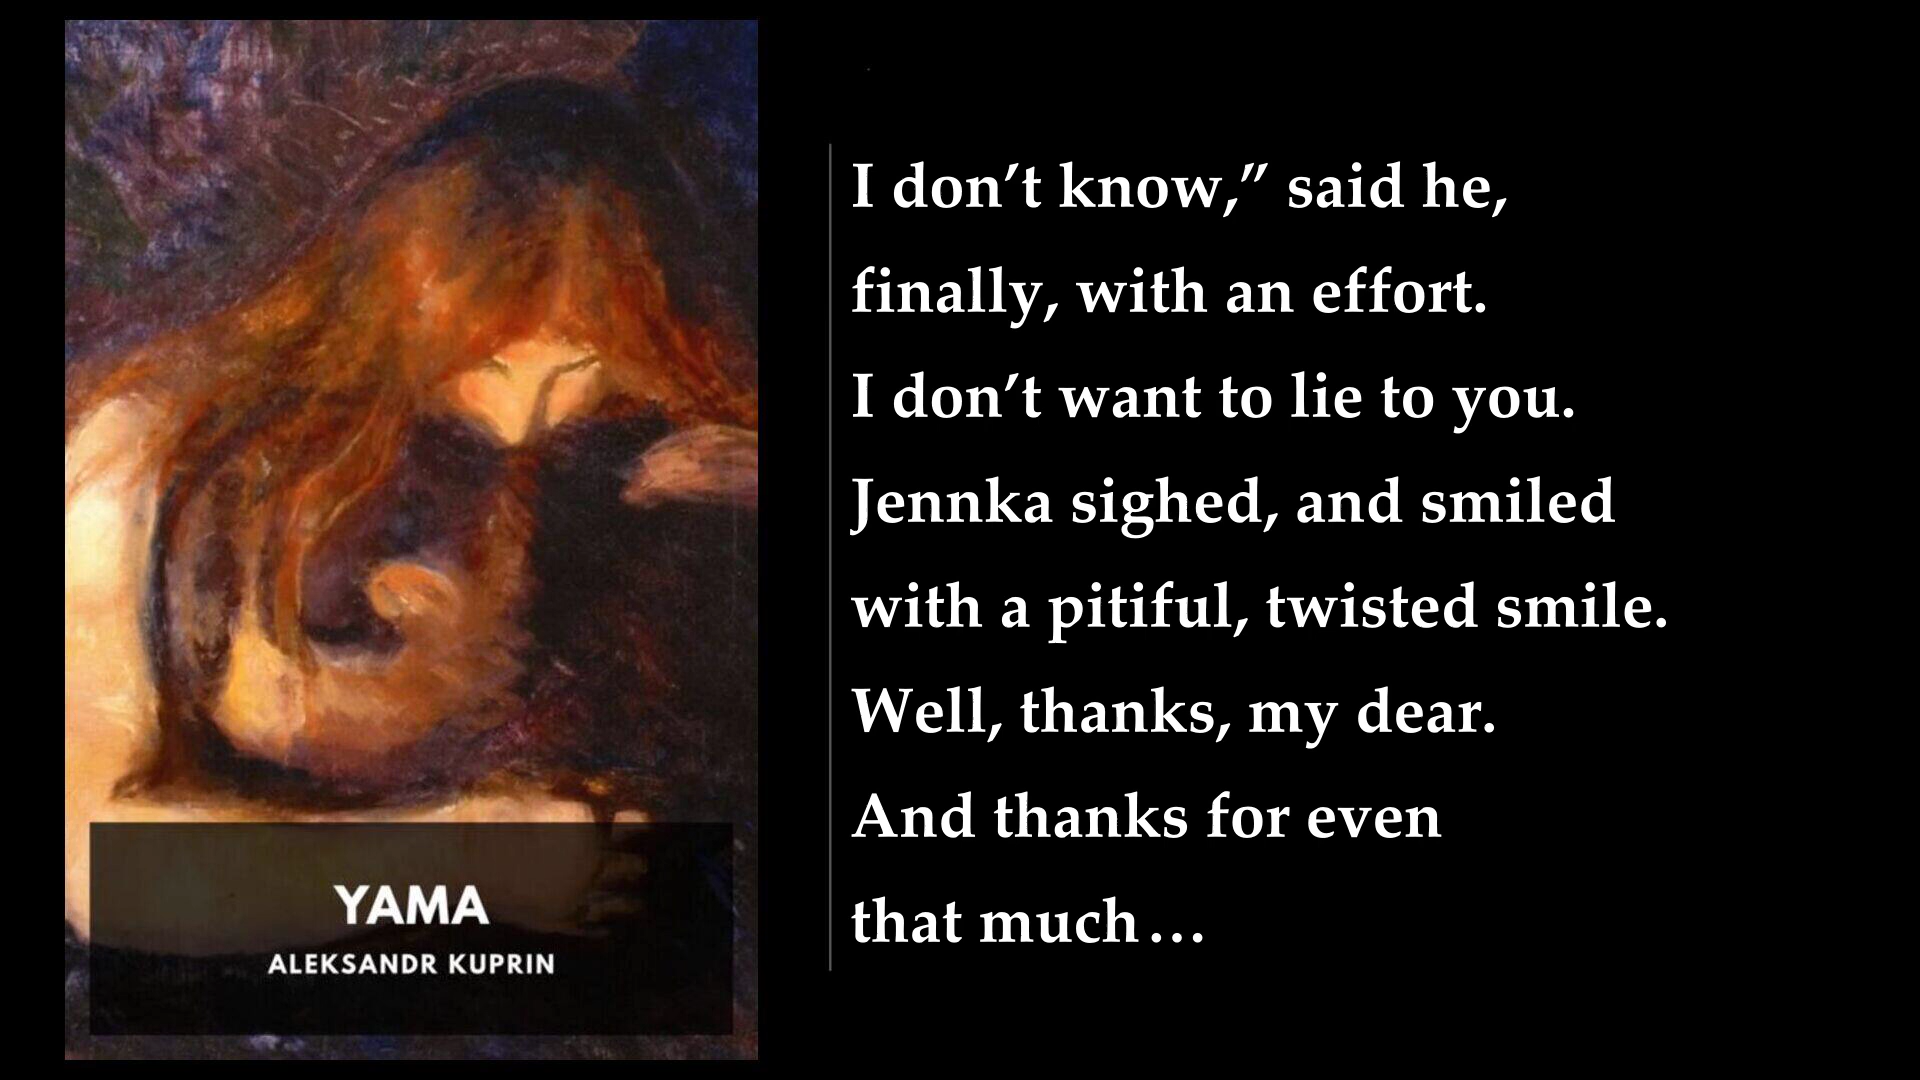 YAMA
ALEKSANDR KUPRIN
I don’t know,” said he,
finally, with an effort.
I don’t want to lie to you.
Jennka sighed, and smiled
with a pitiful, twisted smile.
Well, thanks, my dear.
And thanks for even
that much…